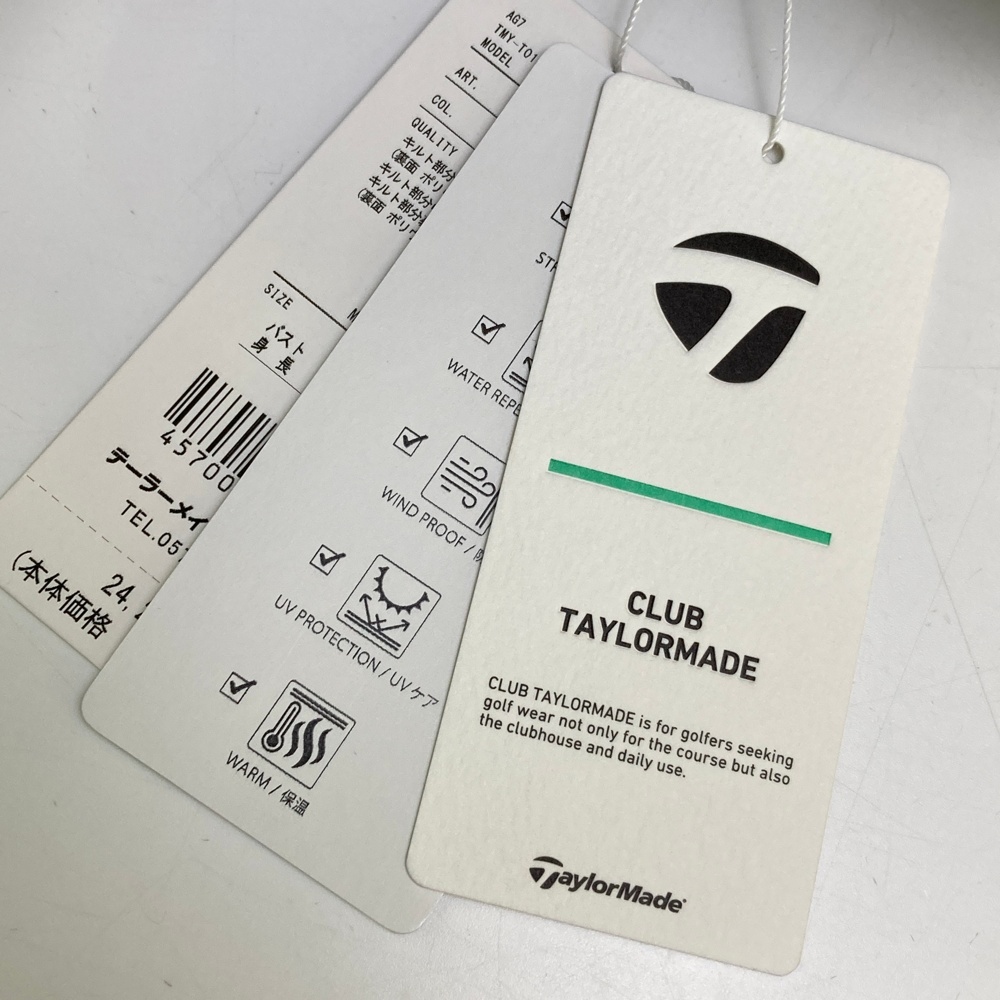 AG7
TMY-T01
MODEL
ART.
COL.
QUALITY
キルト部分
(裏面 ポリ
キルト部分
キルト部分
(裏面 ポリウ
SIZE
M
バスト
身 長
45700
テーラーメイ
TEL.05
24,
(本体価格
STR
WATER REPE
WIND PROOF /
UV PROTECTION / UVケア
WARM / 保温
CLUB
TAYLORMADE
CLUB TAYLORMADE is for golfers seeking
golf wear not only for the course but also
the clubhouse and daily use.
TaylorMade